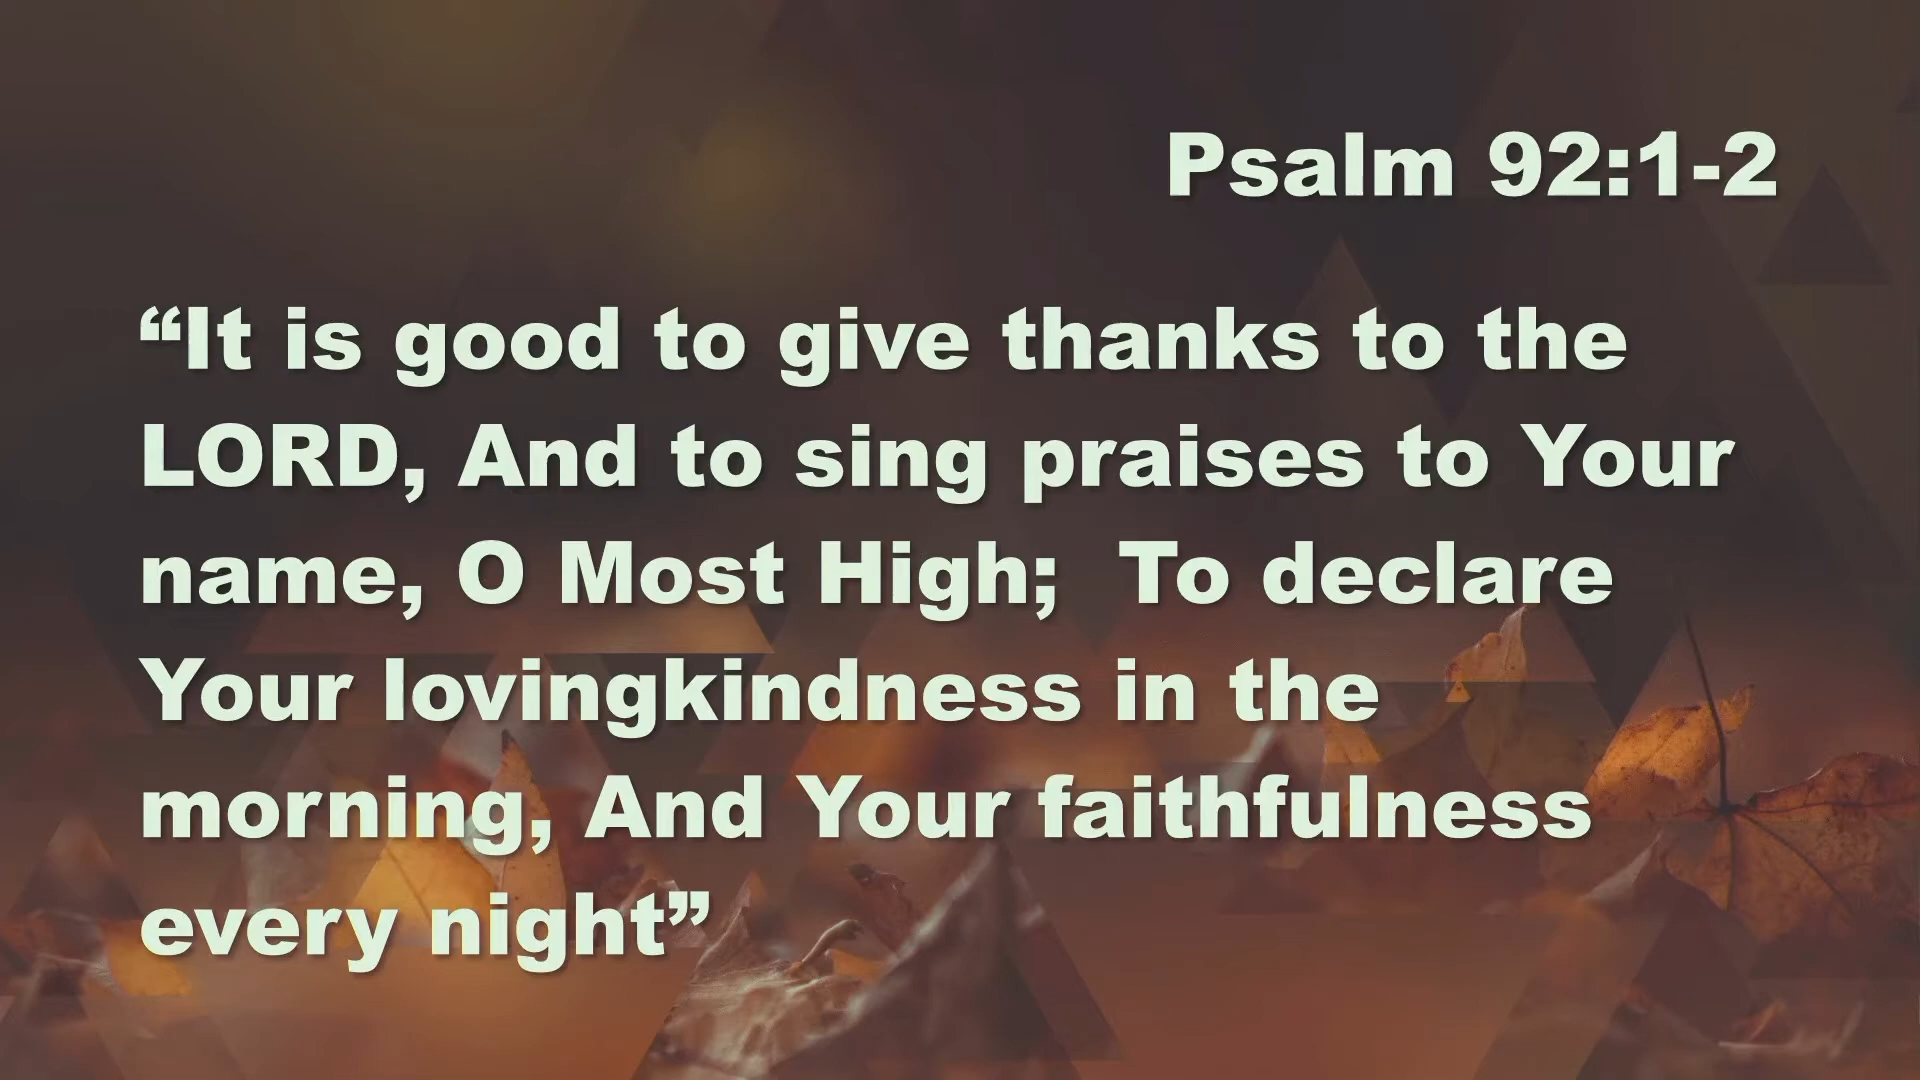 Psalm 92:1-2
“It is good to give thanks to the
LORD, And to sing praises to Your
name, O Most High;  To declare
Your lovingkindness in the
morning, And Your faithfulness
every night”